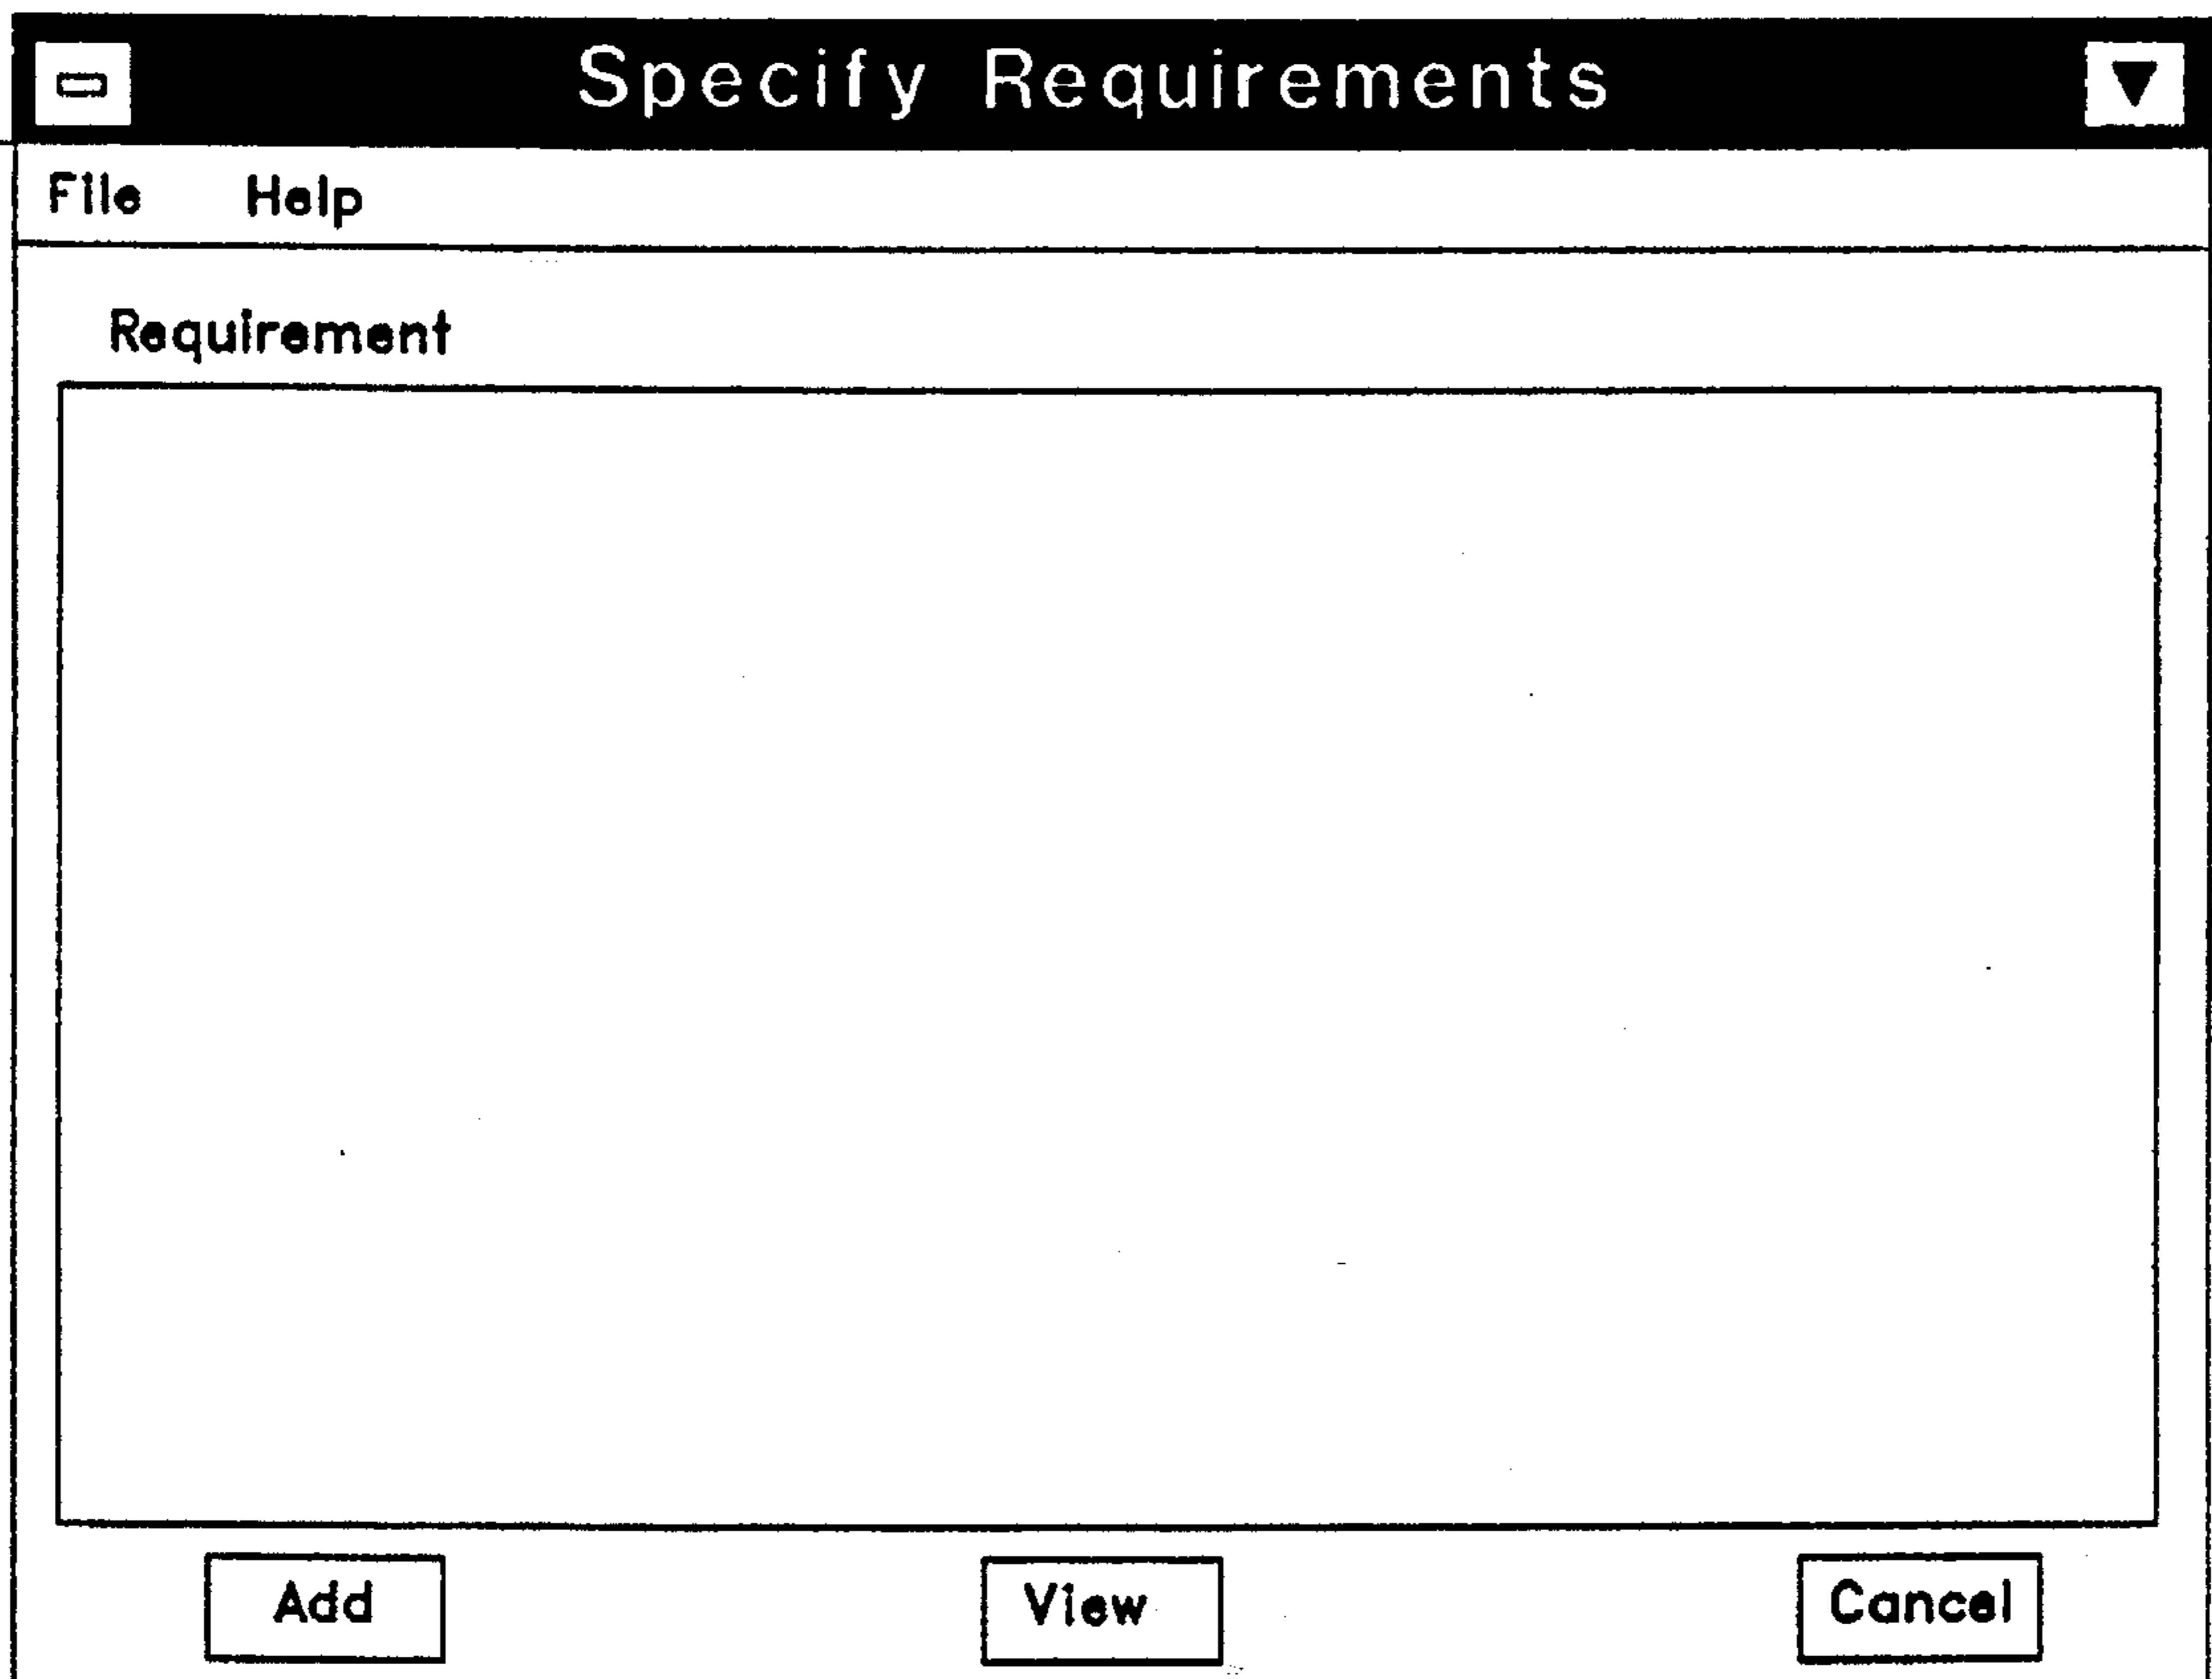 Specify Requirements
File Help
Requirement
Add View Cancel